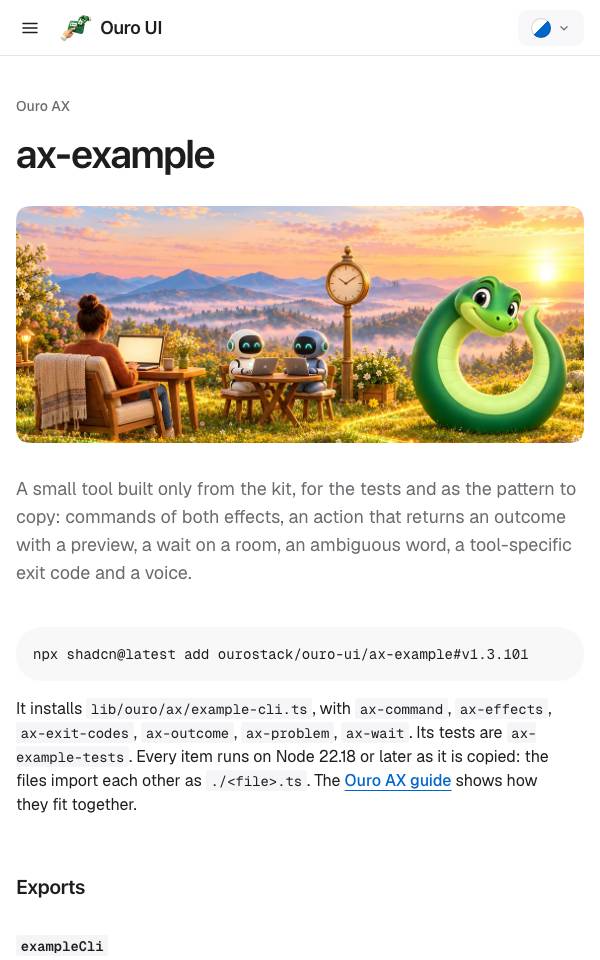 Ouro UI
Ouro AX
ax-example
A small tool built only from the kit, for the tests and as the pattern to
copy: commands of both effects, an action that returns an outcome
with a preview, a wait on a room, an ambiguous word, a tool-specific
exit code and a voice.
npx shadcn@latest add ourostack/ouro-ui/ax-example#v1.3.101
It installs lib/ouro/ax/example-cli.ts, with ax-command, ax-effects,
ax-exit-codes, ax-outcome, ax-problem, ax-wait. Its tests are ax-
example-tests. Every item runs on Node 22.18 or later as it is copied: the
files import each other as ./<file>.ts. The Ouro AX guide shows how
they fit together.
Exports
exampleCli